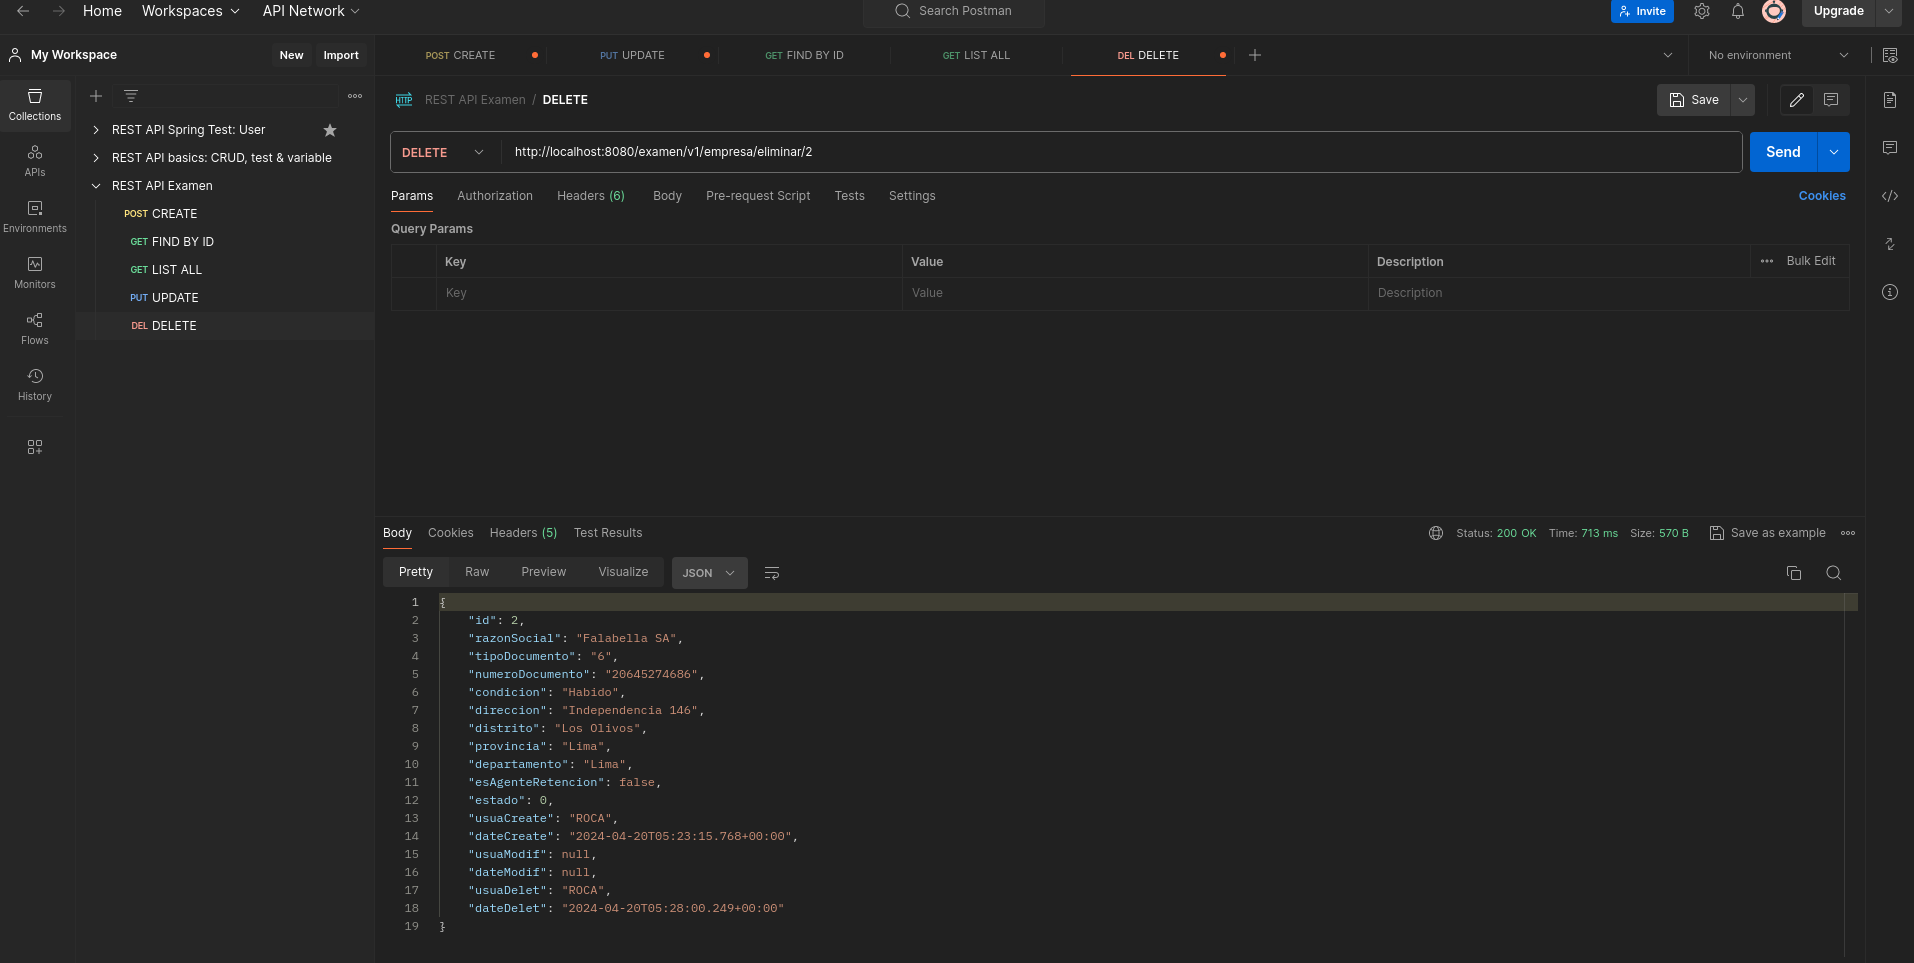 Home Workspaces API Network Search Postman Invite Upgrade
My Workspace New Import POST CREATE PUT UPDATE GET FIND BY ID GET LIST ALL DEL DELETE No environment
Collections
APIs
Environments
Monitors
Flows
History
REST API Spring Test: User
REST API basics: CRUD, test & variable
REST API Examen
POST CREATE
GET FIND BY ID
GET LIST ALL
PUT UPDATE
DEL DELETE
HTTP REST API Examen / DELETE Save
DELETE http://localhost:8080/examen/v1/empresa/eliminar/2 Send
Params Authorization Headers (6) Body Pre-request Script Tests Settings Cookies
Query Params
Key Value Description Bulk Edit
Key Value Description
Body Cookies Headers (5) Test Results Status: 200 OK Time: 713 ms Size: 570 B Save as example
Pretty Raw Preview Visualize JSON
1 {
2 "id": 2,
3 "razonSocial": "Falabella SA",
4 "tipoDocumento": "6",
5 "numeroDocumento": "20645274686",
6 "condicion": "Habido",
7 "direccion": "Independencia 146",
8 "distrito": "Los Olivos",
9 "provincia": "Lima",
10 "departamento": "Lima",
11 "esAgenteRetencion": false,
12 "estado": 0,
13 "usuaCreate": "ROCA",
14 "dateCreate": "2024-04-20T05:23:15.768+00:00",
15 "usuaModif": null,
16 "dateModif": null,
17 "usuaDelet": "ROCA",
18 "dateDelet": "2024-04-20T05:28:00.249+00:00"
19 }